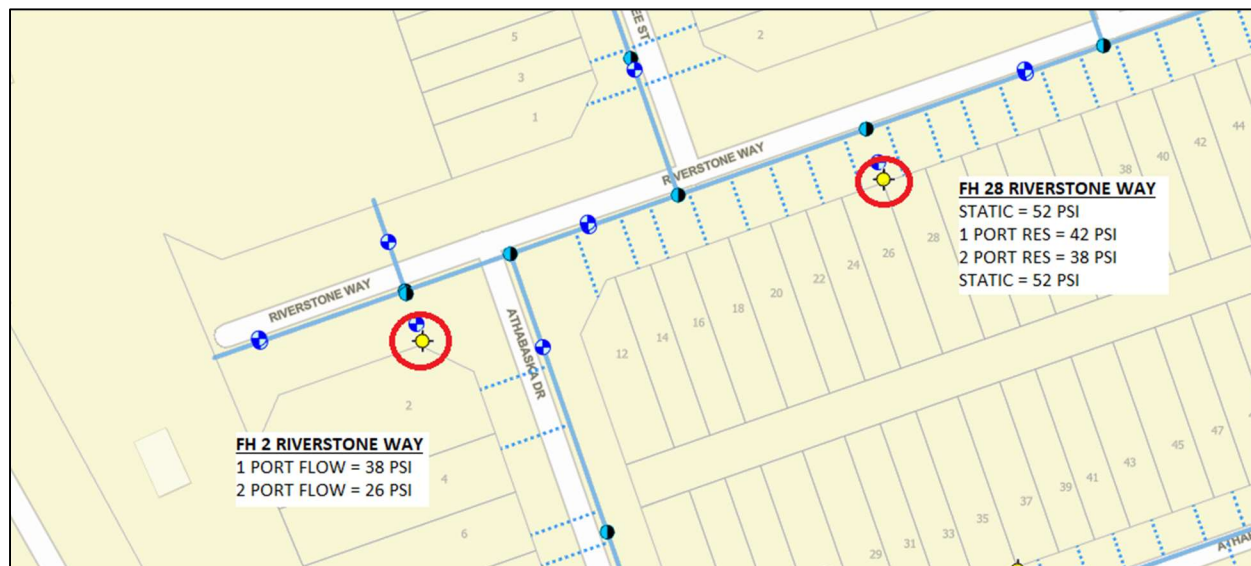 EE ST
5
2
3
1
RIVERSTONE WAY
44
42
40
38
FH 28 RIVERSTONE WAY
STATIC = 52 PSI
1 PORT RES = 42 PSI
2 PORT RES = 38 PSI
STATIC = 52 PSI
28
26
24
22
20
18
16
14
12
RIVERSTONE WAY
ATHABASKA DR
2
4
6
FH 2 RIVERSTONE WAY
1 PORT FLOW = 38 PSI
2 PORT FLOW = 26 PSI
47
45
43
41
39
37
35
33
31
29
ATHA